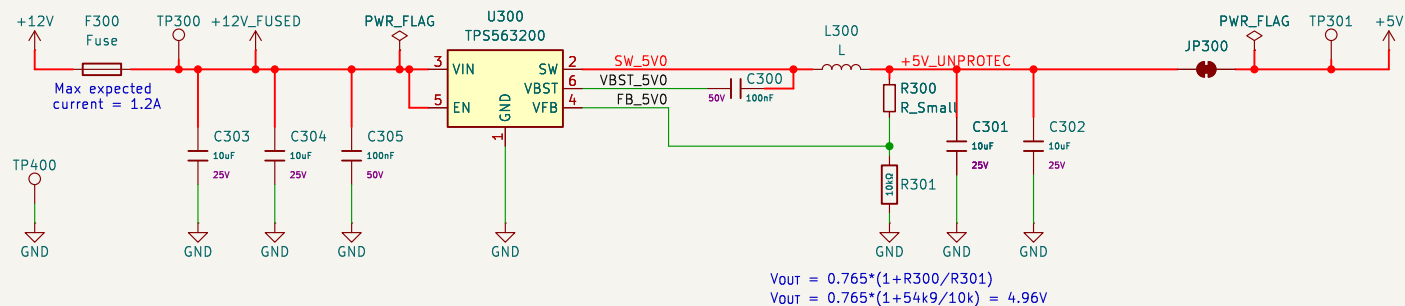 +12V
F300
Fuse
TP300
+12V_FUSED
PWR_FLAG
U300
TPS563200
L300
L
PWR_FLAG
TP301
+5V
JP300
3
VIN
SW
2
SW_5V0
+5V_UNPROTEC
VBST
6
VBST_5V0
C300
50V
100nF
5
EN
GND
VFB
4
FB_5V0
1
R300
R_Small
Max expected
current = 1.2A
C303
10uF
25V
C304
10uF
25V
C305
100nF
50V
C301
10uF
25V
C302
10uF
25V
TP400
10kΩ
R301
GND
GND
GND
GND
GND
GND
GND
GND
VOUT = 0.765*(1+R300/R301)
VOUT = 0.765*(1+54k9/10k) = 4.96V